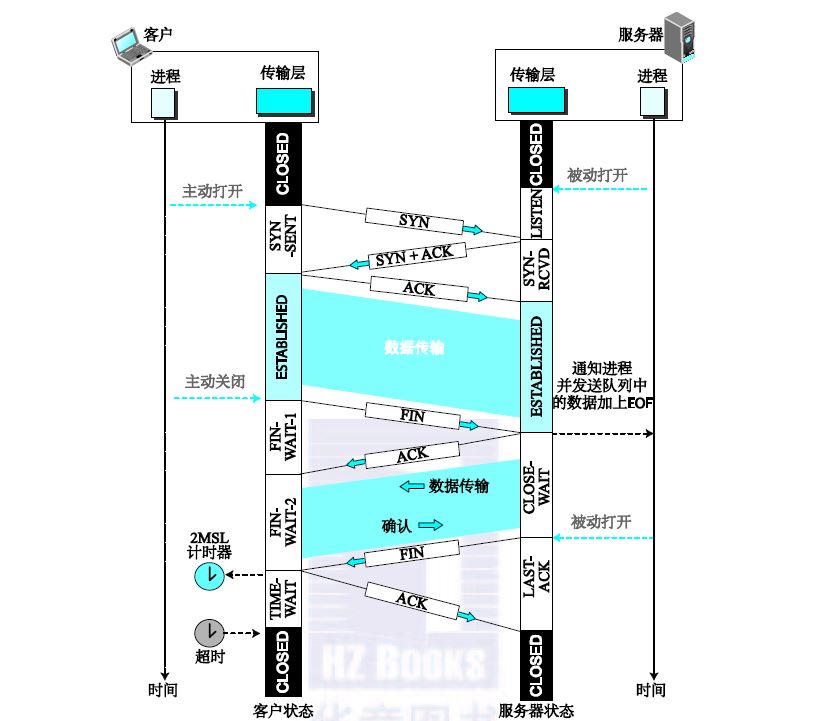 客户
服务器
进程
传输层
传输层
进程
CLOSED
CLOSED
被动打开
主动打开
LISTEN
SYN
SYN
-SENT
SYN + ACK
SYN-
RCVD
ACK
ESTABLISHED
数据传输
ESTABLISHED
通知进程
并发送队列中
的数据加上EOF
主动关闭
FIN
FIN-
WAIT-1
ACK
CLOSE-
WAIT
数据传输
FIN-
WAIT-2
确认
被动打开
2MSL
计时器
FIN
LAST-
ACK
TIME-
WAIT
ACK
超时
CLOSED
CLOSED
HZ BOOKS
时间
时间
客户状态
服务器状态
华章图书